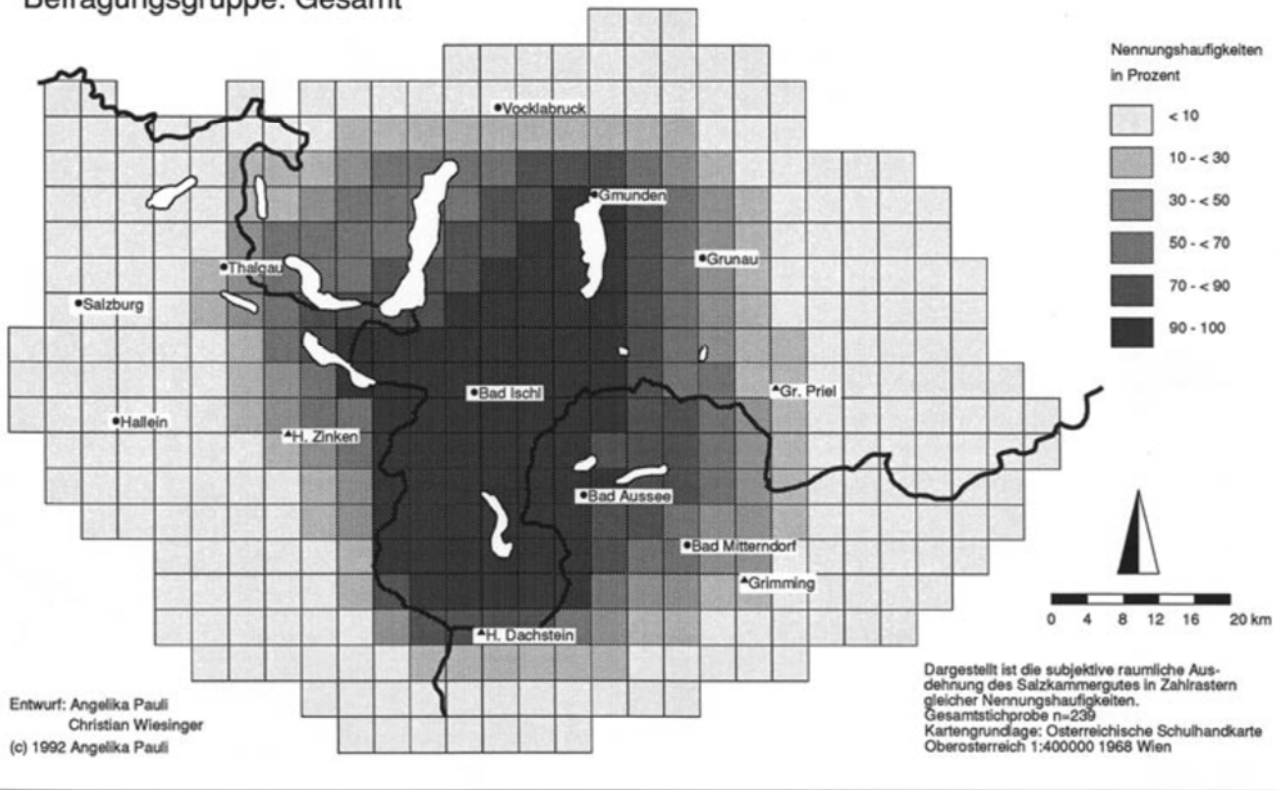 Befragungsgruppe: Gesamt
Nennungshaufigkeiten
in Prozent
< 10
10 - < 30
30 - < 50
50 - < 70
70 - < 90
90 - 100
Vocklabruck
Gmunden
Grunau
Thalgau
Salzburg
Bad Ischl
Gr. Priel
Hallein
H. Zinken
Bad Aussee
Bad Mitterndorf
Grimming
H. Dachstein
0 4 8 12 16 20 km
Entwurf: Angelika Pauli
Christian Wiesinger
(c) 1992 Angelika Pauli
Dargestellt ist die subjektive raumliche Aus-
dehnung des Salzkammergutes in Zahlrastern
gleicher Nennungshaufigkeiten.
Gesamtstichprobe n=239
Kartengrundlage: Osterreichische Schulhandkarte
Oberosterreich 1:400000 1968 Wien